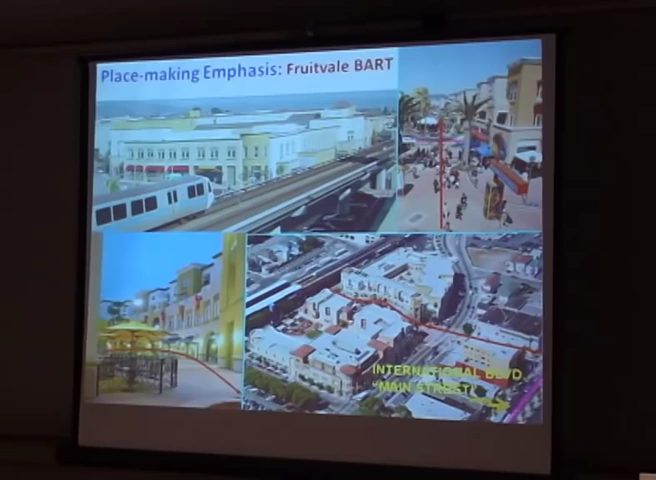 Place-making Emphasis: Fruitvale BART
INTERNATIONAL BLVD
"MAIN STREET"